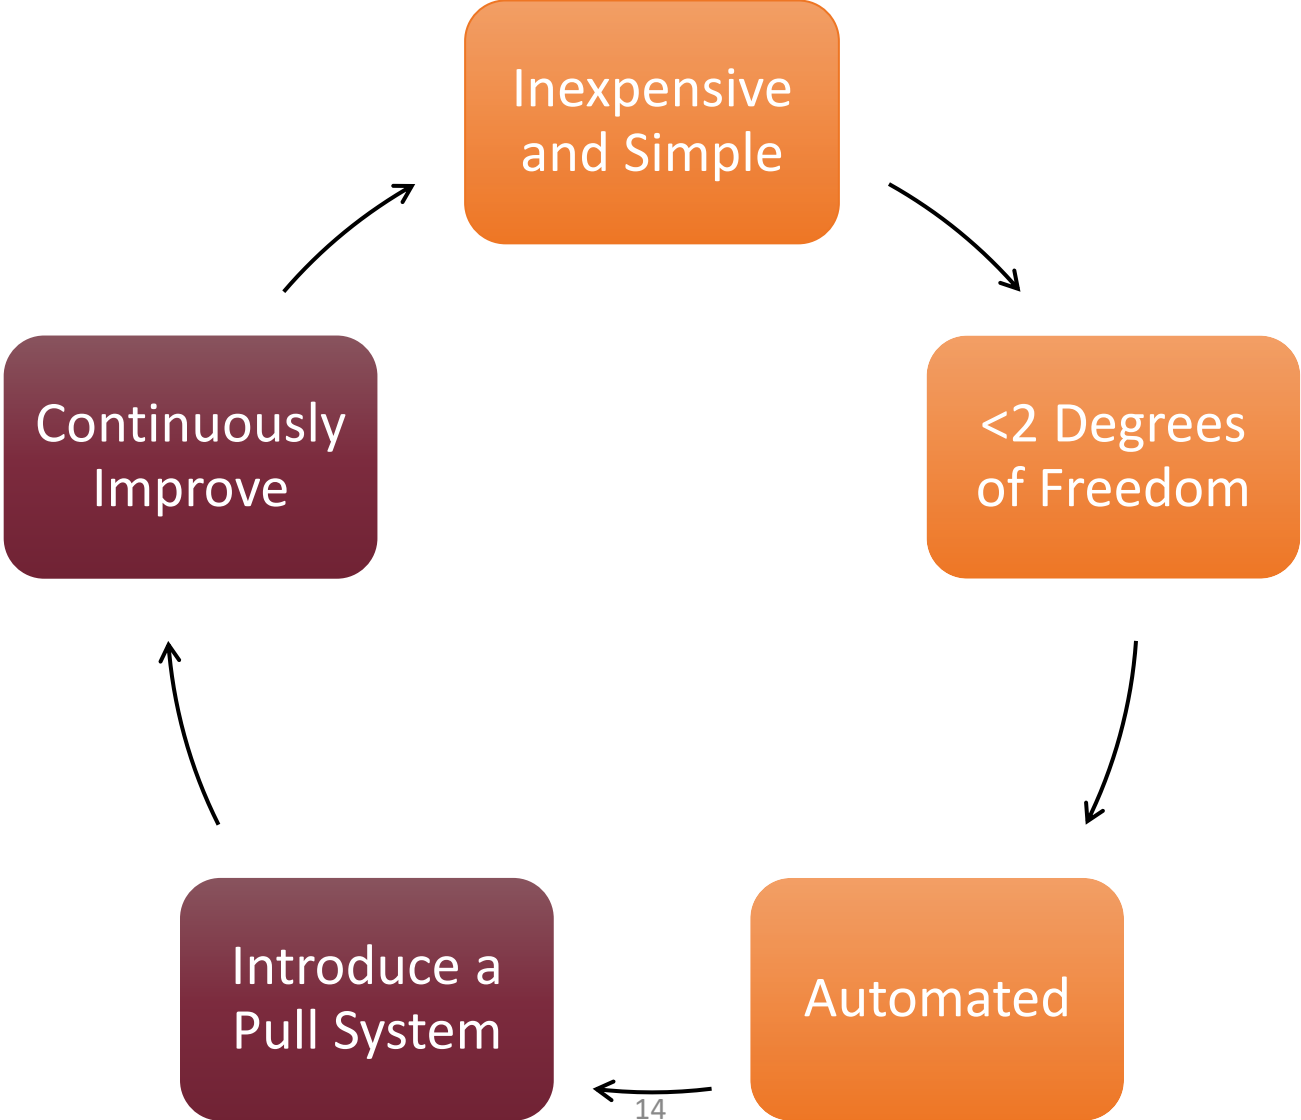 Inexpensive
and Simple
<2 Degrees
of Freedom
Automated
Introduce a
Pull System
Continuously
Improve
14